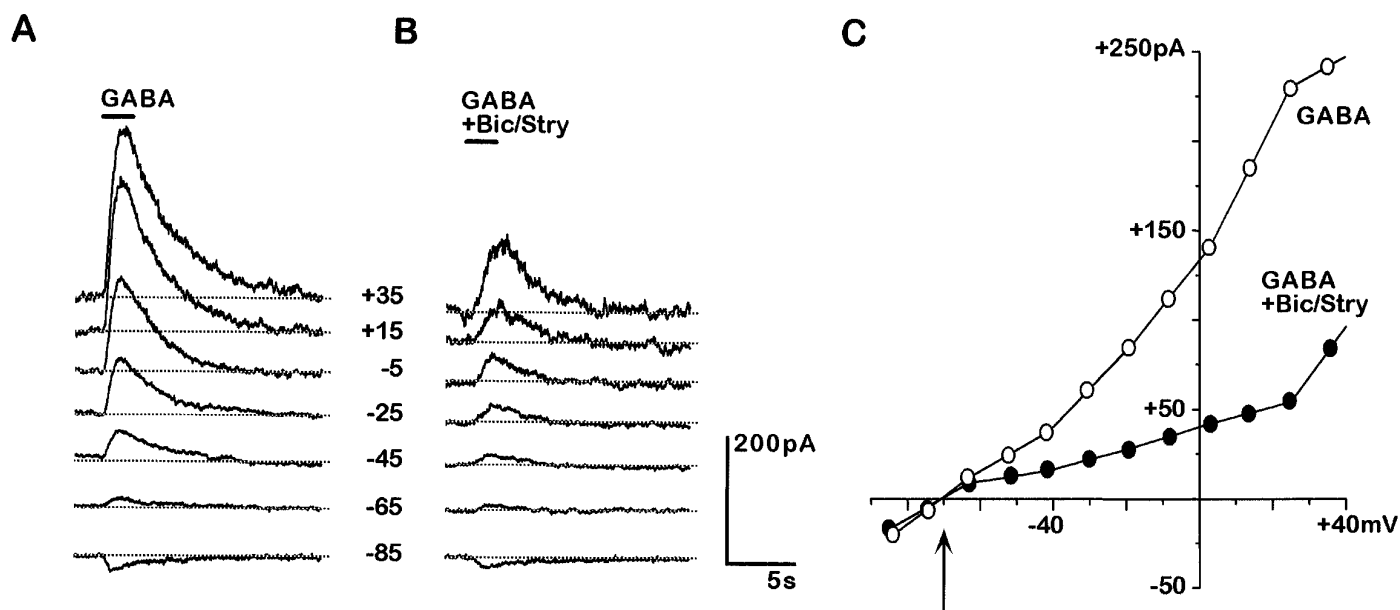 A
B
C
GABA
GABA
+Bic/Stry
+35
+15
-5
-25
-45
-65
-85
200pA
5s
+250pA
+150
+50
-50
-40
+40mV
GABA
GABA
+Bic/Stry